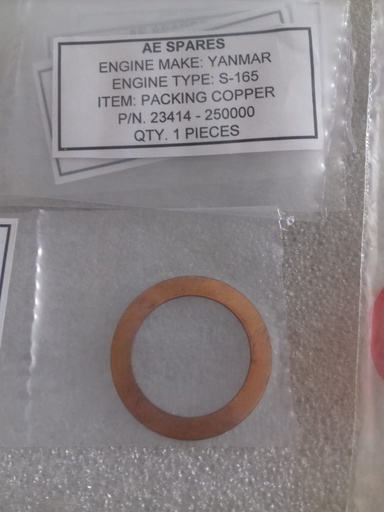 AE SPARES
ENGINE MAKE: YANMAR
ENGINE TYPE: S-165
ITEM: PACKING COPPER
P/N. 23414 - 250000
QTY. 1 PIECES